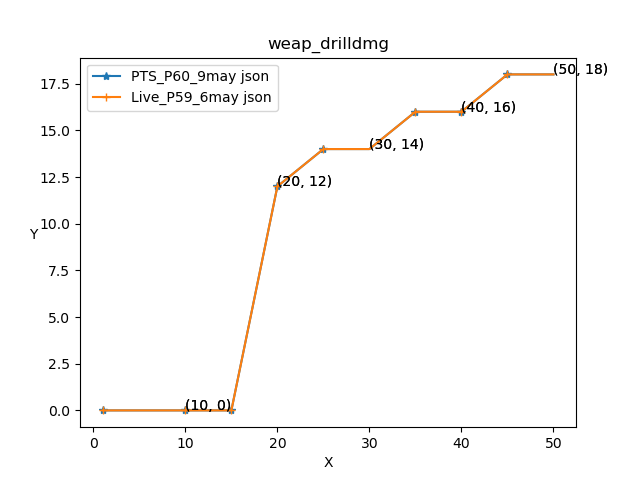 weap_drilldmg
PTS_P60_9may json
Live_P59_6may json
17.5
15.0
12.5
10.0
7.5
5.0
2.5
0.0
Y
(50, 18)
(40, 16)
(30, 14)
(20, 12)
(10, 0)
0 10 20 30 40 50
X